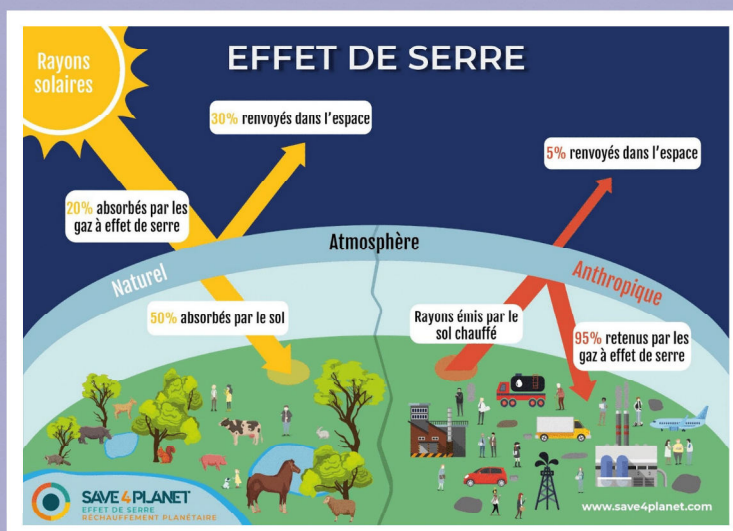 EFFET DE SERRE
Rayons
solaires
30% renvoyés dans l'espace
5% renvoyés dans l'espace
20% absorbés par les
gaz à effet de serre
Atmosphère
Naturel
Anthropique
50% absorbés par le sol
Rayons émis par le
sol chauffé
95% retenus par les
gaz à effet de serre
SAVE4PLANET
EFFET DE SERRE
RÉCHAUFFEMENT PLANÉTAIRE
www.save4planet.com